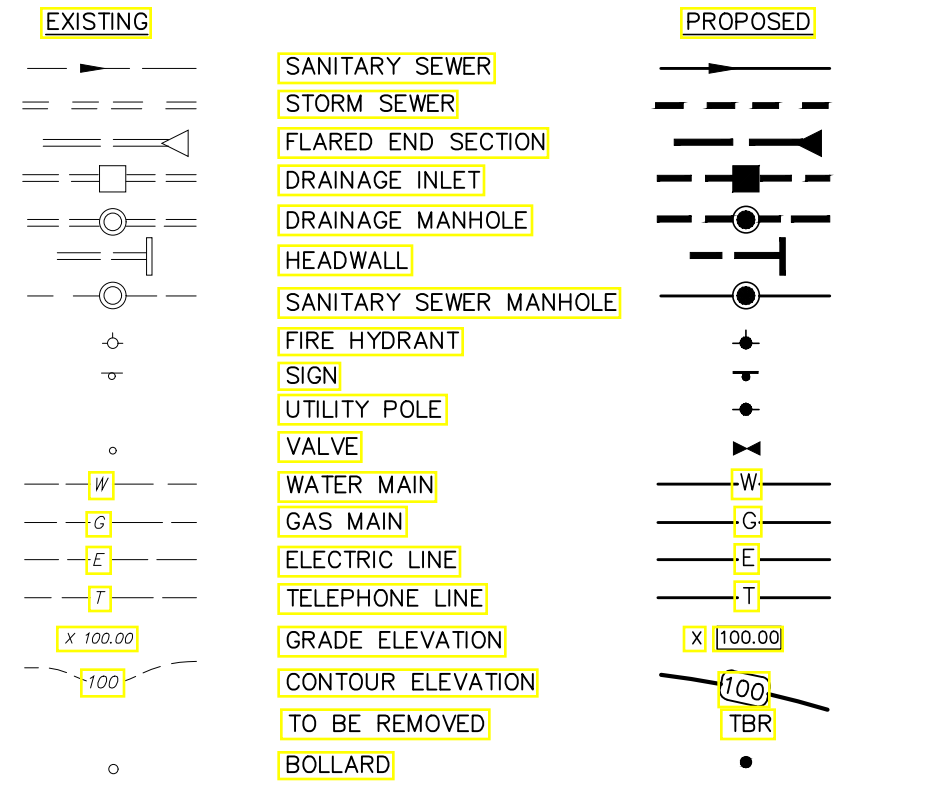 EXISTING PROPOSED
SANITARY SEWER
STORM SEWER
FLARED END SECTION
DRAINAGE INLET
DRAINAGE MANHOLE
HEADWALL
SANITARY SEWER MANHOLE
FIRE HYDRANT
SIGN
UTILITY POLE
VALVE
W WATER MAIN W
G GAS MAIN G
E ELECTRIC LINE E
T TELEPHONE LINE T
X 100.00 GRADE ELEVATION X 100.00
100 CONTOUR ELEVATION 100
TO BE REMOVED TBR
BOLLARD